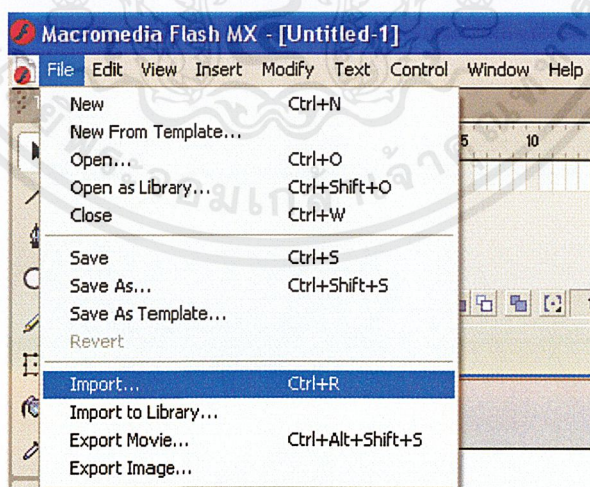 Macromedia Flash MX - [Untitled-1]
File Edit View Insert Modify Text Control Window Help
New Ctrl+N
New From Template...
5 10
Open... Ctrl+O
Open as Library... Ctrl+Shift+O
Close Ctrl+W
Save Ctrl+S
Save As... Ctrl+Shift+S
Save As Template...
Revert
Import... Ctrl+R
Import to Library...
Export Movie... Ctrl+Alt+Shift+S
Export Image...